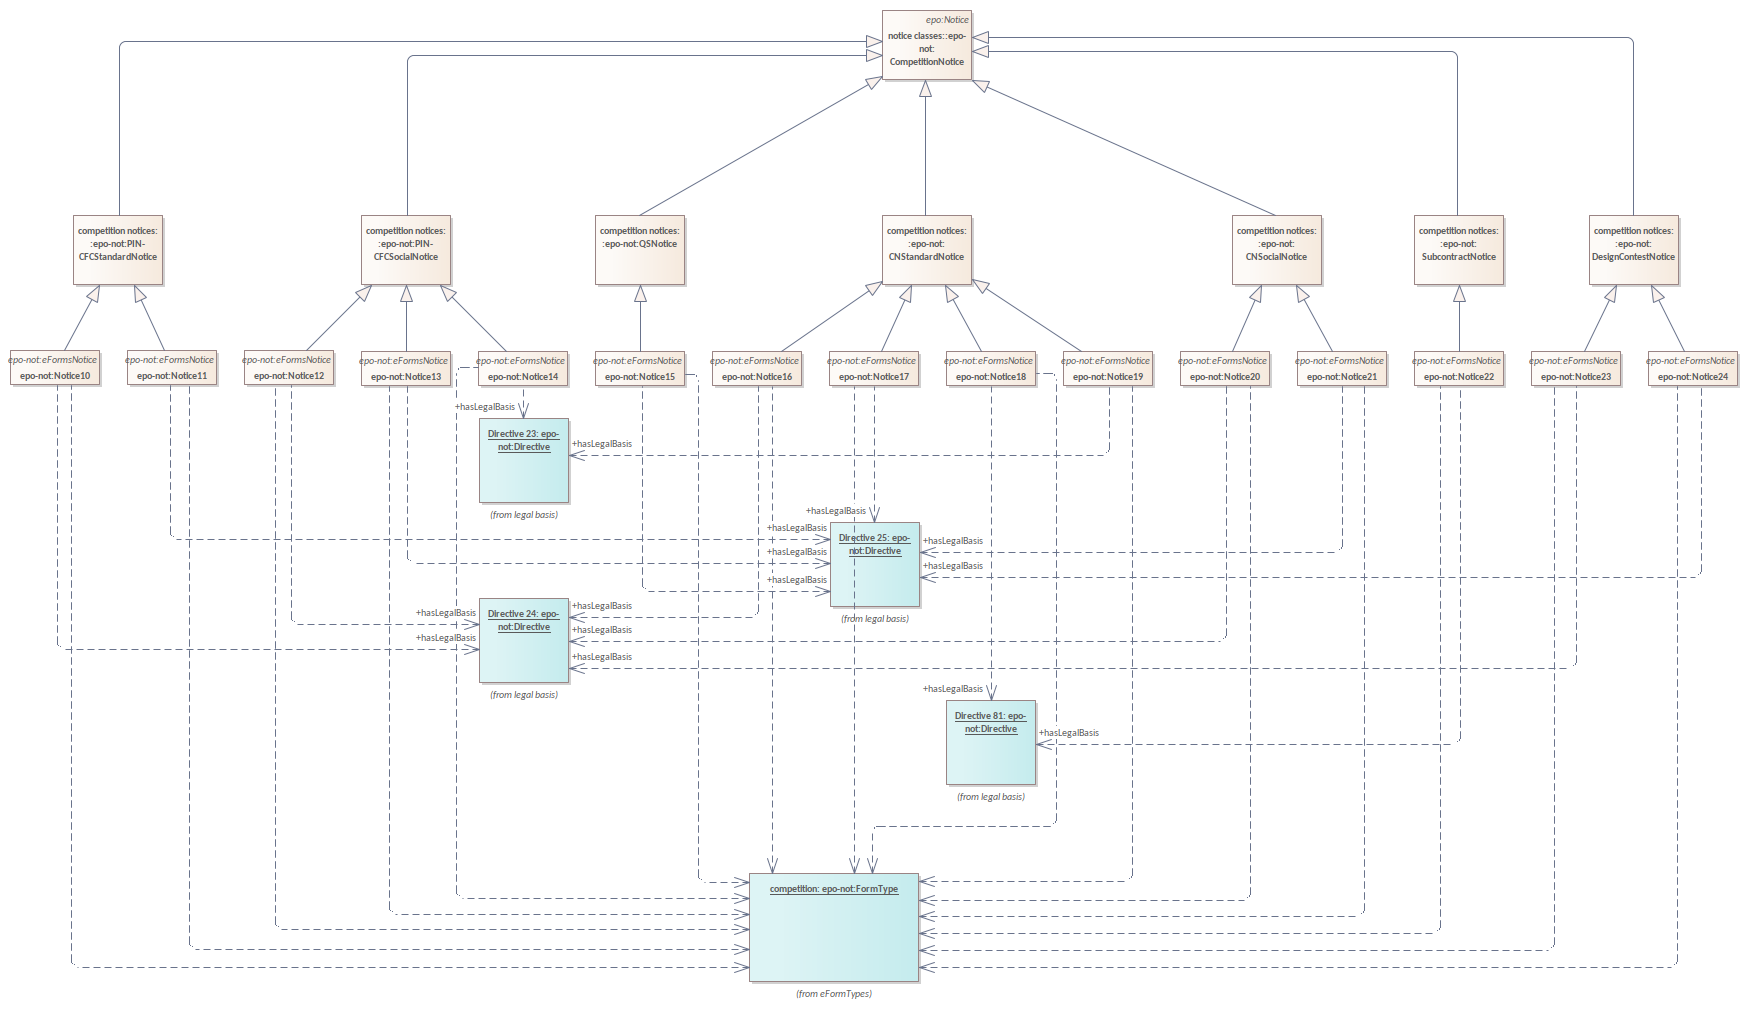 epo:Notice
notice classes::epo-
not:
CompetitionNotice
competition notices:
:epo-not:PIN-
CFCStandardNotice
competition notices:
:epo-not:PIN-
CFCSocialNotice
competition notices:
:epo-not:QSNotice
competition notices:
:epo-not:
CNStandardNotice
competition notices:
:epo-not:
CNSocialNotice
competition notices:
:epo-not:
SubcontractNotice
competition notices:
:epo-not:
DesignContestNotice
epo-not:eFormsNotice
epo-not:Notice10
epo-not:eFormsNotice
epo-not:Notice11
epo-not:eFormsNotice
epo-not:Notice12
epo-not:eFormsNotice
epo-not:Notice13
epo-not:eFormsNotice
epo-not:Notice14
epo-not:eFormsNotice
epo-not:Notice15
epo-not:eFormsNotice
epo-not:Notice16
epo-not:eFormsNotice
epo-not:Notice17
epo-not:eFormsNotice
epo-not:Notice18
epo-not:eFormsNotice
epo-not:Notice19
epo-not:eFormsNotice
epo-not:Notice20
epo-not:eFormsNotice
epo-not:Notice21
epo-not:eFormsNotice
epo-not:Notice22
epo-not:eFormsNotice
epo-not:Notice23
epo-not:eFormsNotice
epo-not:Notice24
+hasLegalBasis
Directive 23: epo-
not:Directive
+hasLegalBasis
(from legal basis)
+hasLegalBasis
+hasLegalBasis
+hasLegalBasis
+hasLegalBasis
Directive 25: epo-
not:Directive
+hasLegalBasis
+hasLegalBasis
(from legal basis)
+hasLegalBasis
+hasLegalBasis
Directive 24: epo-
not:Directive
+hasLegalBasis
+hasLegalBasis
+hasLegalBasis
(from legal basis)
+hasLegalBasis
Directive 81: epo-
not:Directive
+hasLegalBasis
(from legal basis)
competition: epo-not:FormType
(from eFormTypes)